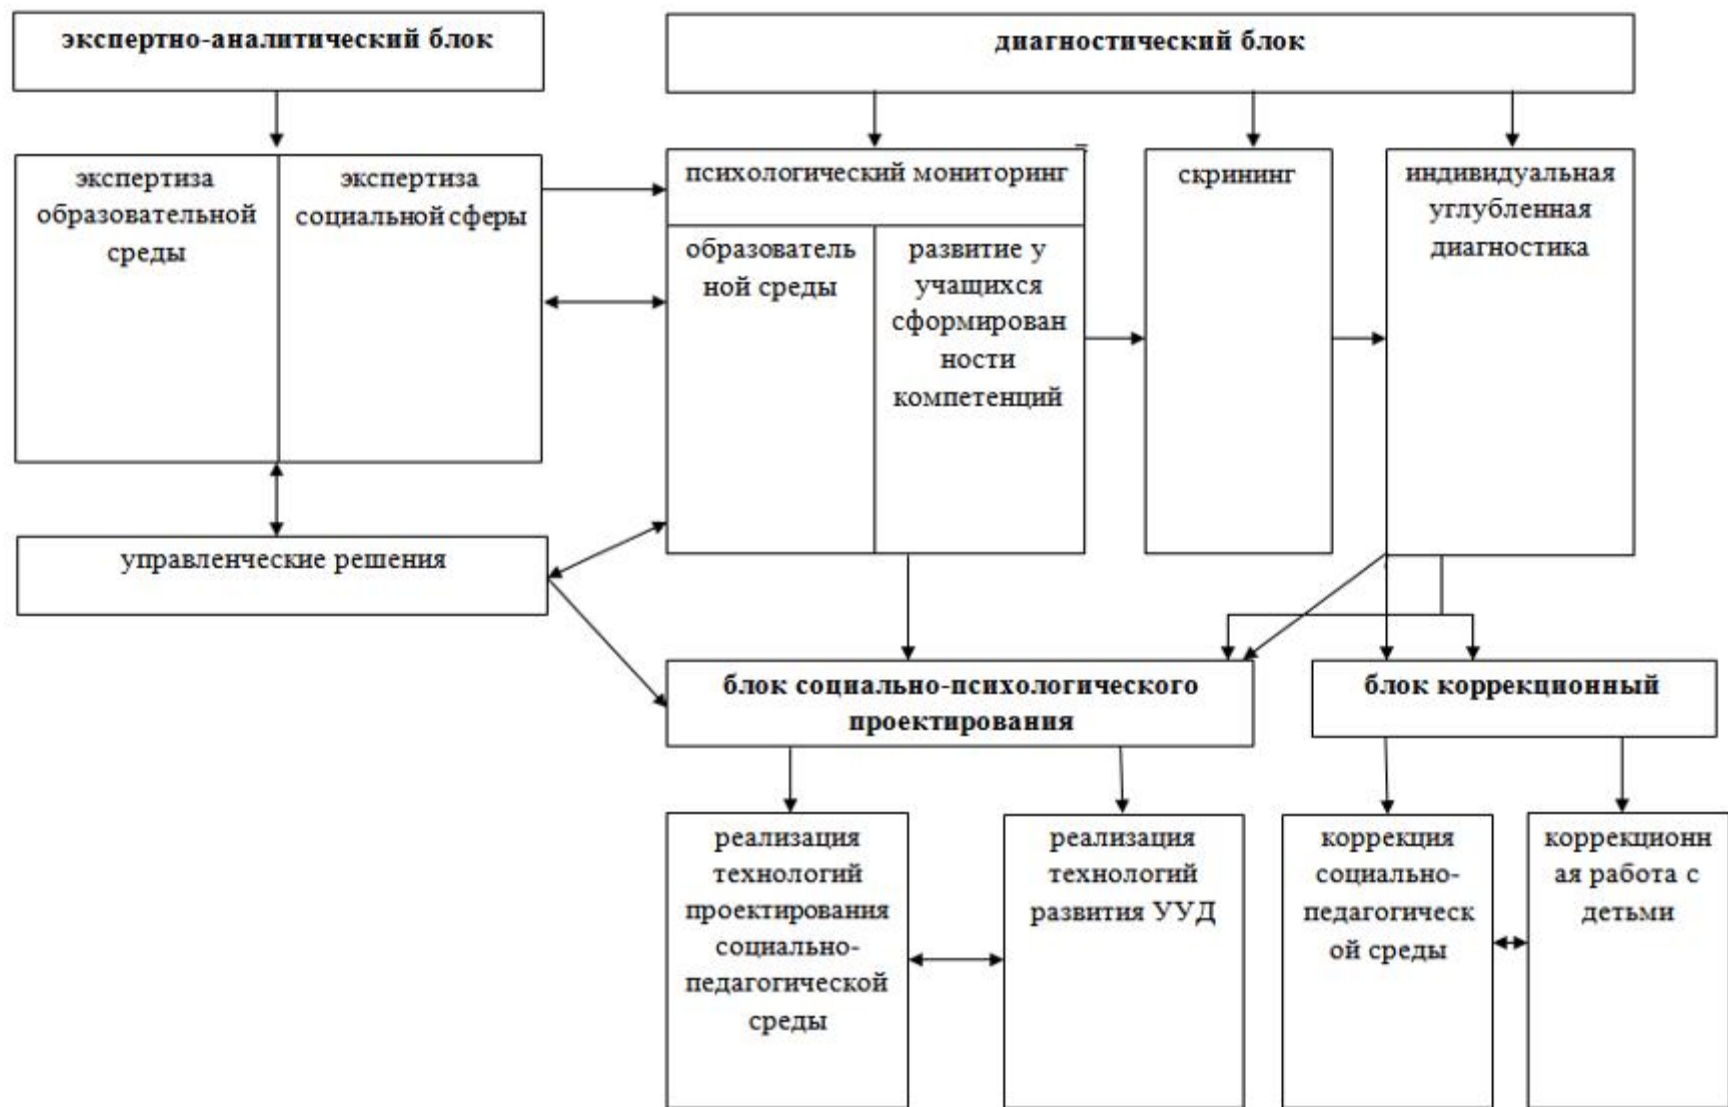 экспертно-аналитический блок
диагностический блок
экспертиза
образовательной
среды
экспертиза
социальной сферы
психологический мониторинг
образователь
ной среды
развитие у
учащихся
сформирован
ности
компетенций
скрининг
индивидуальная
углубленная
диагностика
управленческие решения
блок социально-психологического
проектирования
блок коррекционный
реализация
технологий
проектирования
социально-
педагогической
среды
реализация
технологий
развития УУД
коррекция
социально-
педагогическ
ой среды
коррекционн
ая работа с
детьми